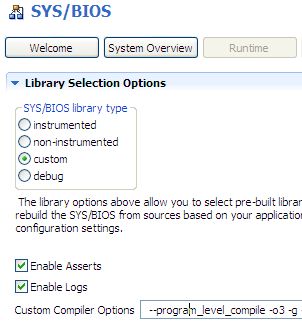 SYS/BIOS
Welcome System Overview Runtime
Library Selection Options
SYS/BIOS library type
instrumented
non-instrumented
custom
debug
The library options above allow you to select pre-built librar
rebuild the SYS/BIOS from sources based on your application
configuration settings.
Enable Asserts
Enable Logs
Custom Compiler Options --program_level_compile -o3 -g